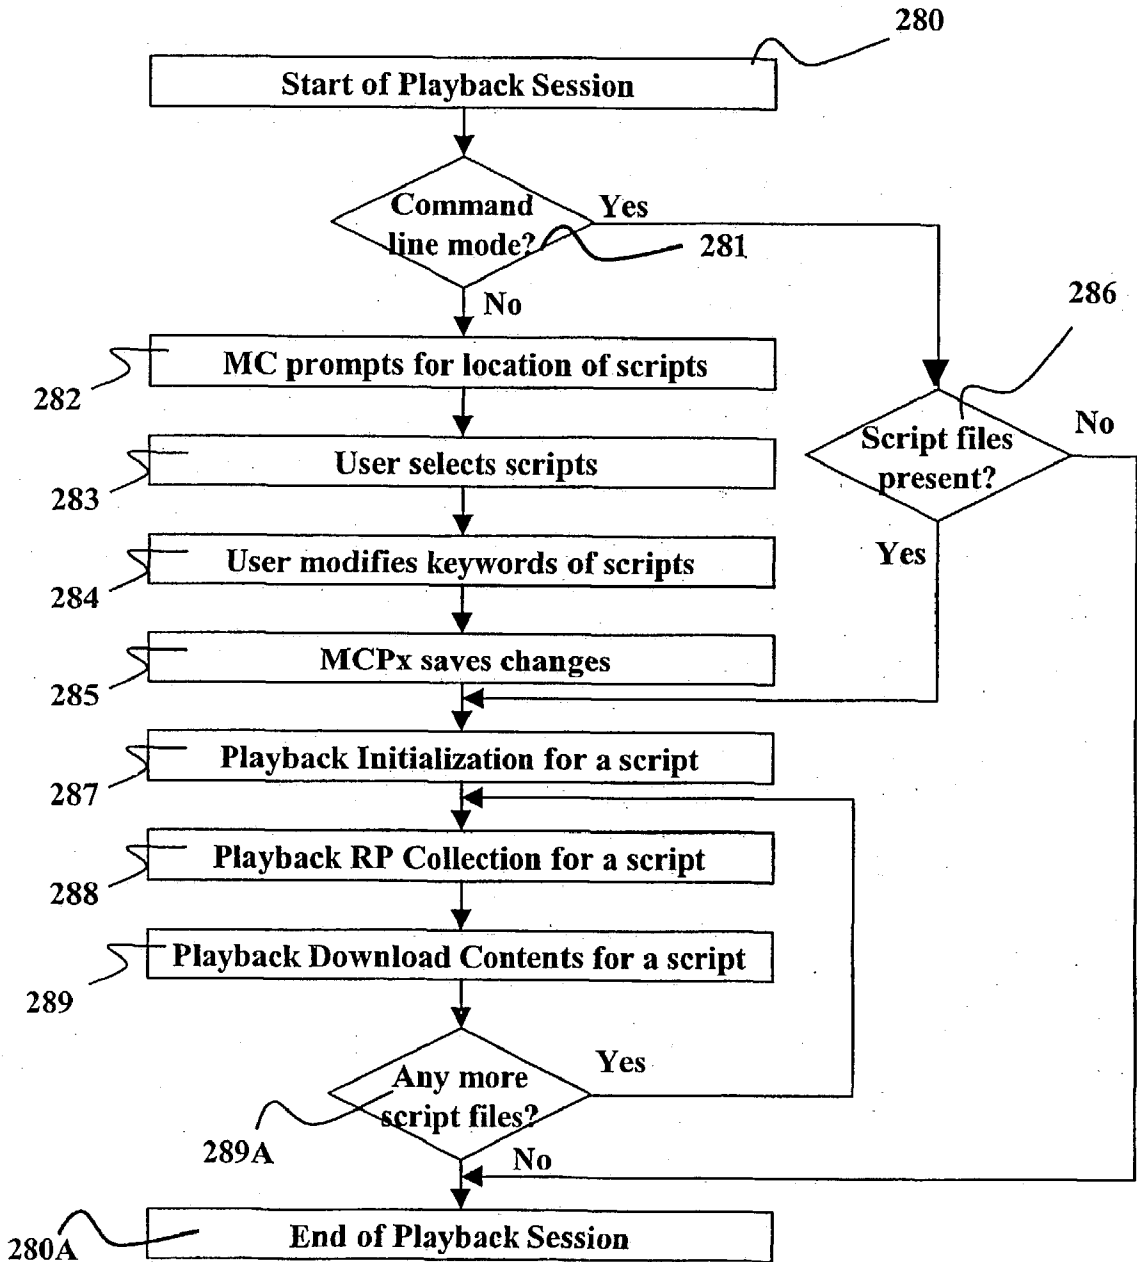 280
Start of Playback Session
Command
line mode?
Yes
281
No
286
MC prompts for location of scripts
282
Script files
present?
No
User selects scripts
283
Yes
User modifies keywords of scripts
284
MCPx saves changes
285
Playback Initialization for a script
287
Playback RP Collection for a script
288
Playback Download Contents for a script
289
Any more
script files?
Yes
289A
No
End of Playback Session
280A